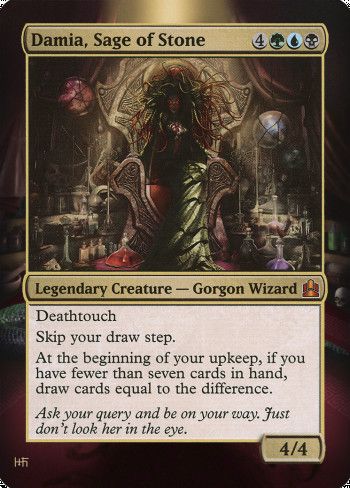 Damia, Sage of Stone 4
Legendary Creature — Gorgon Wizard
Deathtouch
Skip your draw step.
At the beginning of your upkeep, if you
have fewer than seven cards in hand,
draw cards equal to the difference.
Ask your query and be on your way. Just
don't look her in the eye.
4/4